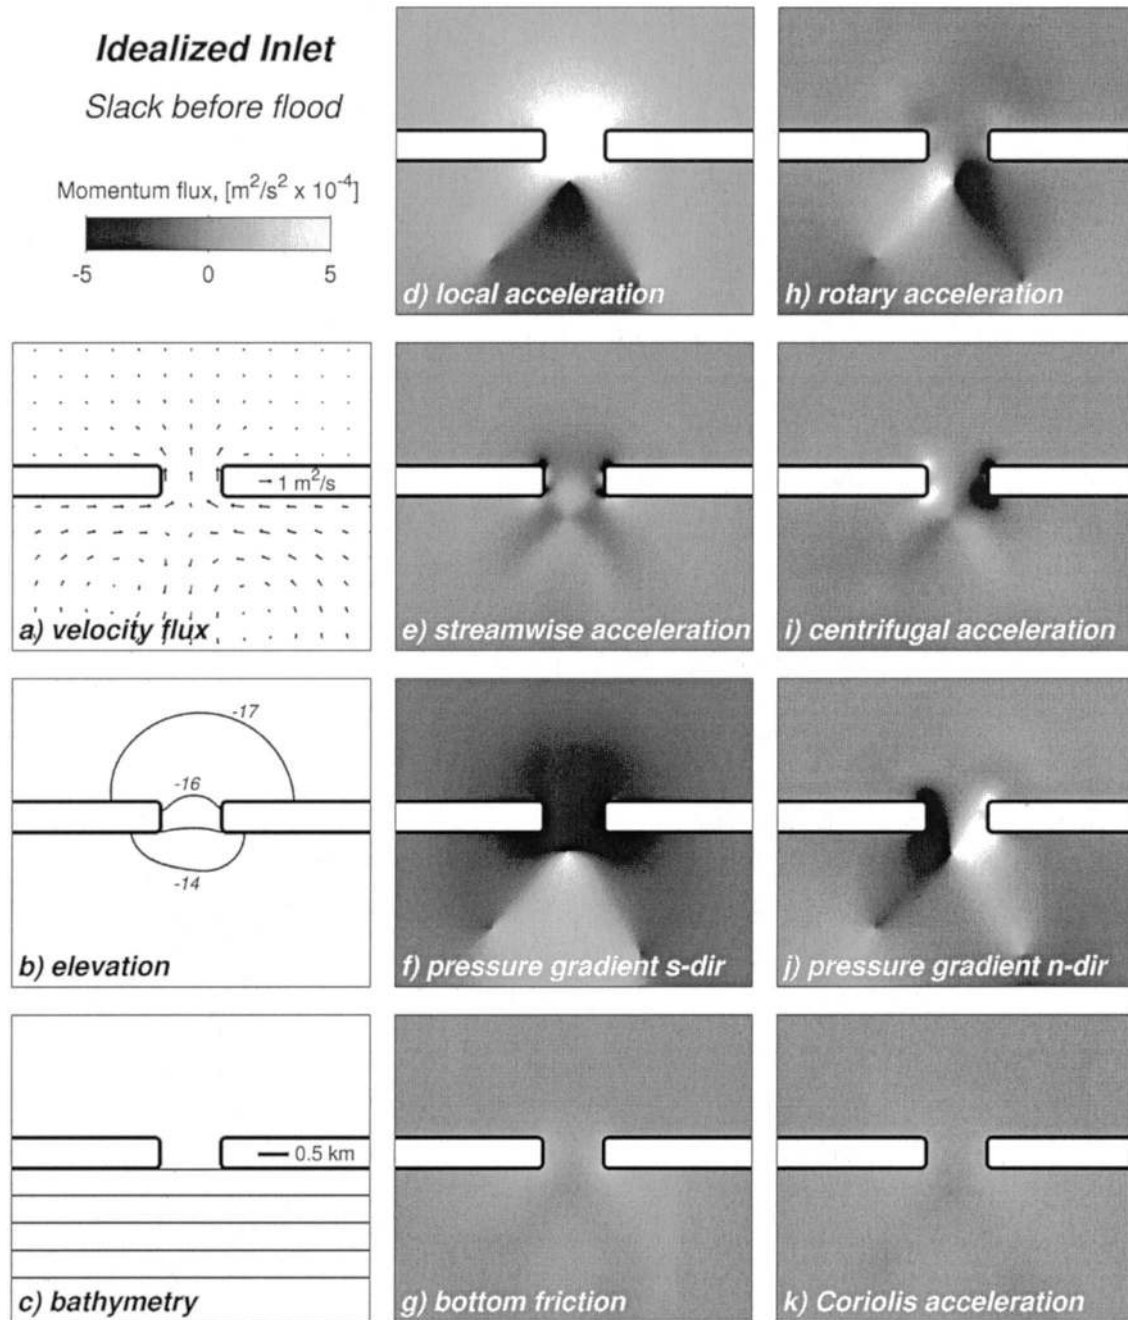 Idealized Inlet
Slack before flood
Momentum flux, [m²/s² x 10⁻⁴]
-5 0 5
d) local acceleration
h) rotary acceleration
1 m²/s
a) velocity flux
e) streamwise acceleration
i) centrifugal acceleration
-17
-16
-14
b) elevation
f) pressure gradient s-dir
j) pressure gradient n-dir
0.5 km
c) bathymetry
g) bottom friction
k) Coriolis acceleration